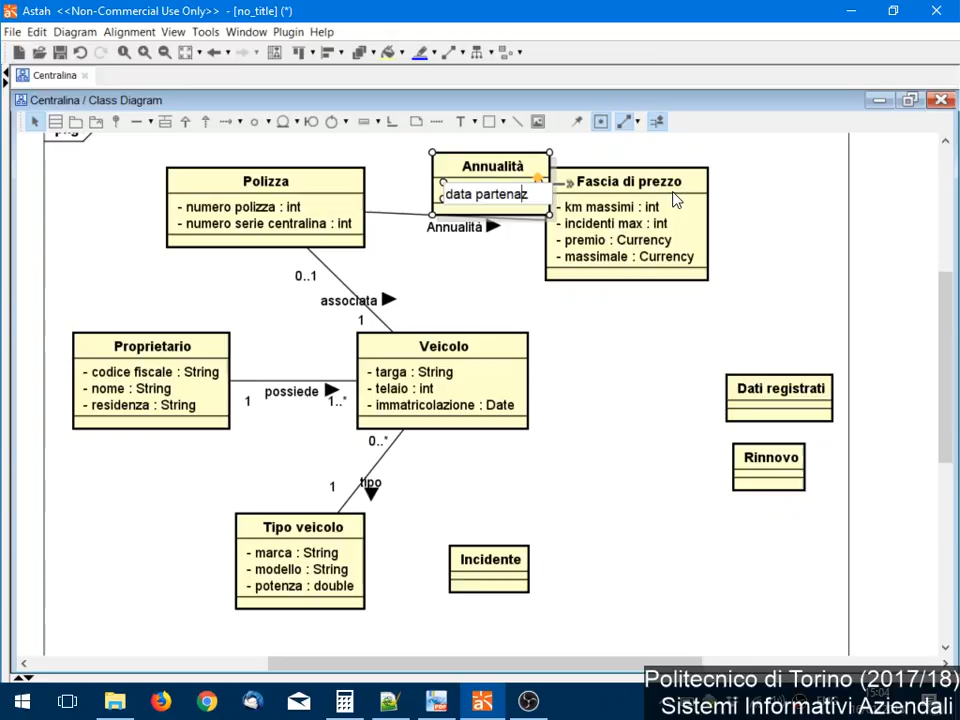 Astah <<Non-Commercial Use Only>> - [no_title] (*)
File Edit Diagram Alignment View Tools Window Plugin Help
Centralina
Centralina / Class Diagram
Annualità
data partenaz
Polizza
- numero polizza : int
- numero serie centralina : int
Fascia di prezzo
- km massimi : int
- incidenti max : int
- premio : Currency
- massimale : Currency
Annualità
0..1
associata
1
Proprietario
- codice fiscale : String
- nome : String
- residenza : String
possiede
1
1..*
Veicolo
- targa : String
- telaio : int
- immatricolazione : Date
Dati registrati
Rinnovo
0..*
tipo
1
Tipo veicolo
- marca : String
- modello : String
- potenza : double
Incidente
Politecnico di Torino (2017/18)
Sistemi Informativi Aziendali
5:04